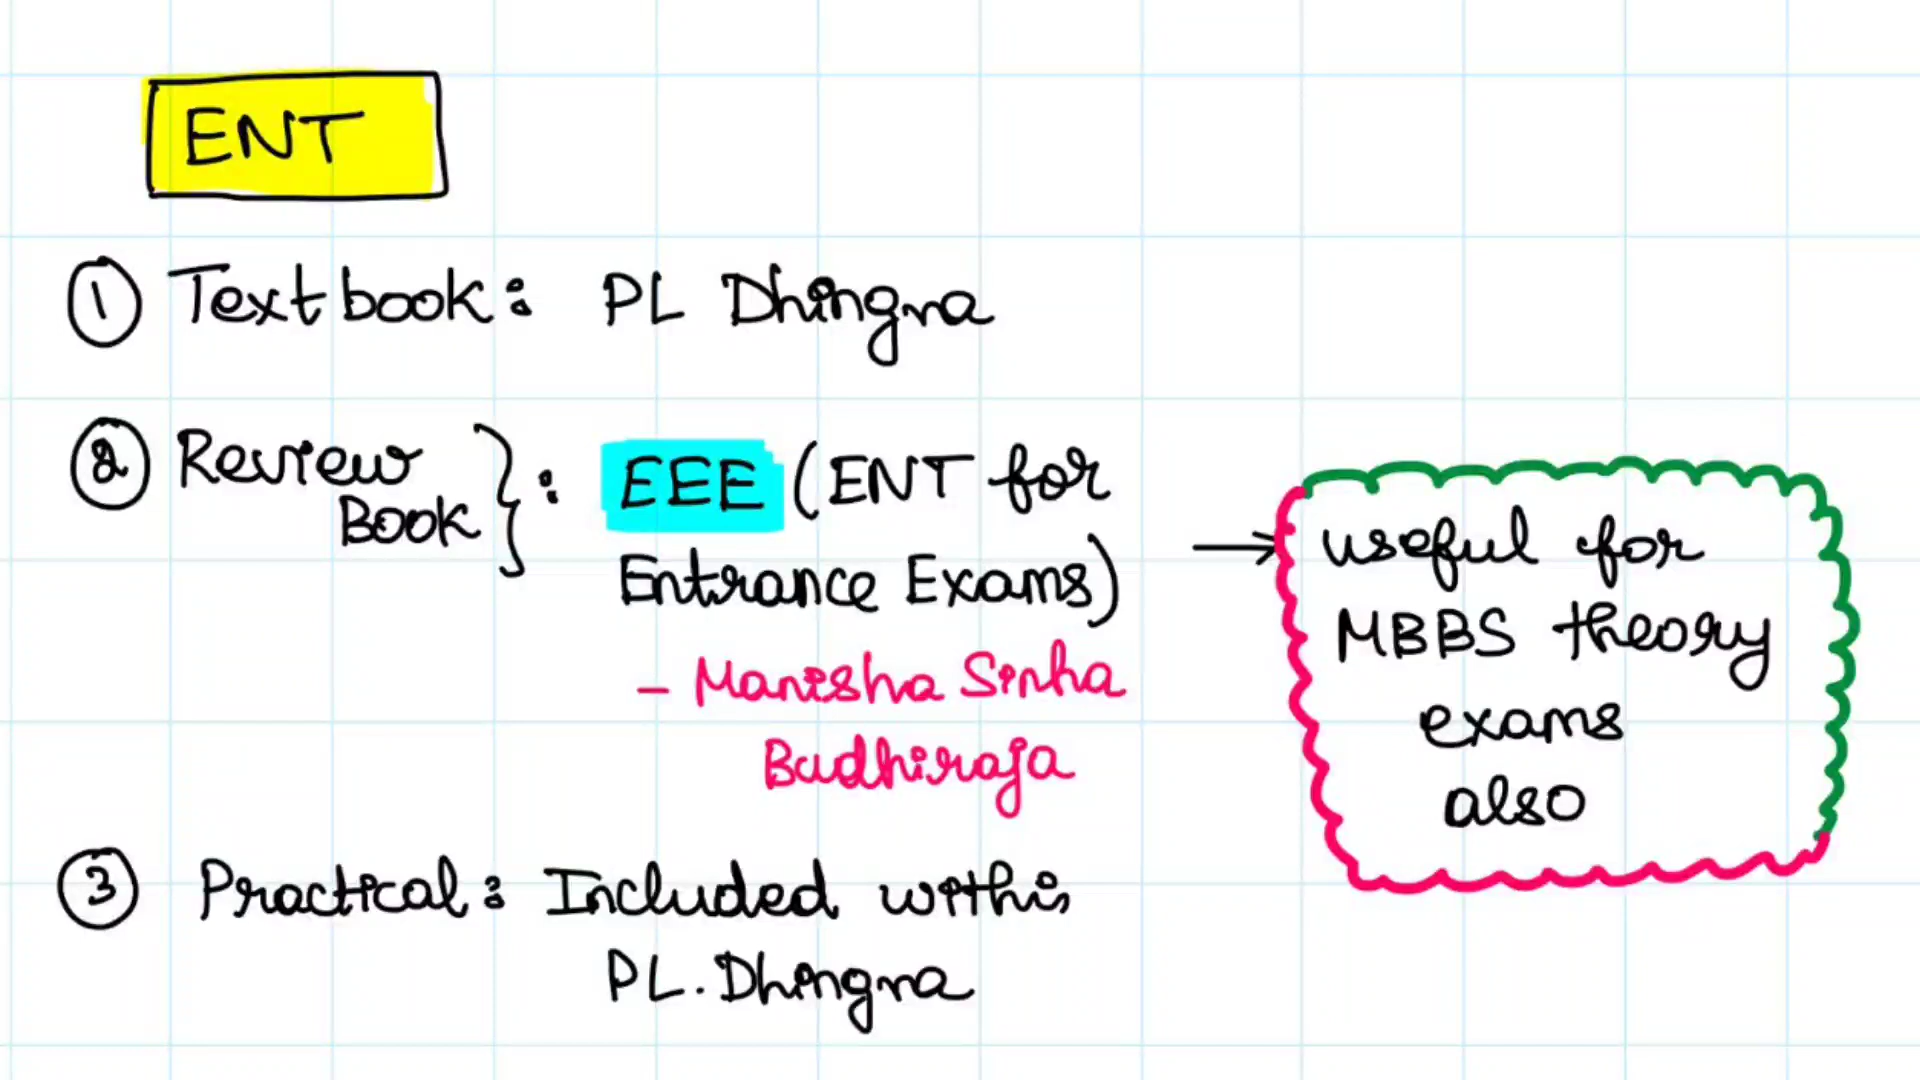 ENT
① Textbook: PL Dhingra
② Review Book } : EEE (ENT for
Entrance Exams)
- Manisha Sinha
Budhiraja
→ useful for
MBBS theory
exams
also
③ Practical: Included within
PL. Dhingra